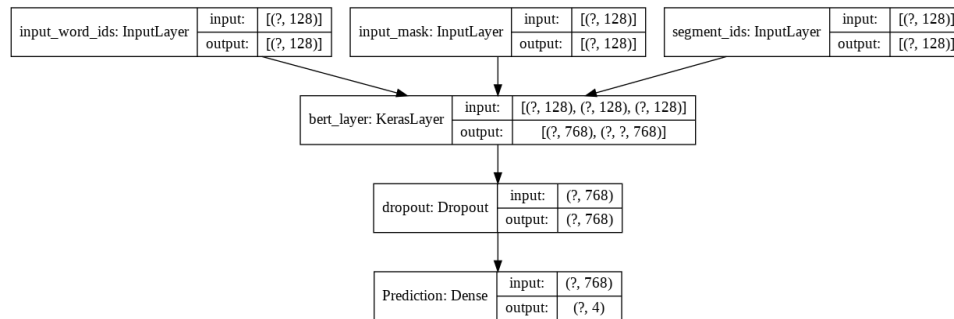 input_word_ids: InputLayer input: [(?, 128)] output: [(?, 128)]
input_mask: InputLayer input: [(?, 128)] output: [(?, 128)]
segment_ids: InputLayer input: [(?, 128)] output: [(?, 128)]
bert_layer: KerasLayer input: [(?, 128), (?, 128), (?, 128)] output: [(?, 768), (?, ?, 768)]
dropout: Dropout input: (?, 768) output: (?, 768)
Prediction: Dense input: (?, 768) output: (?, 4)